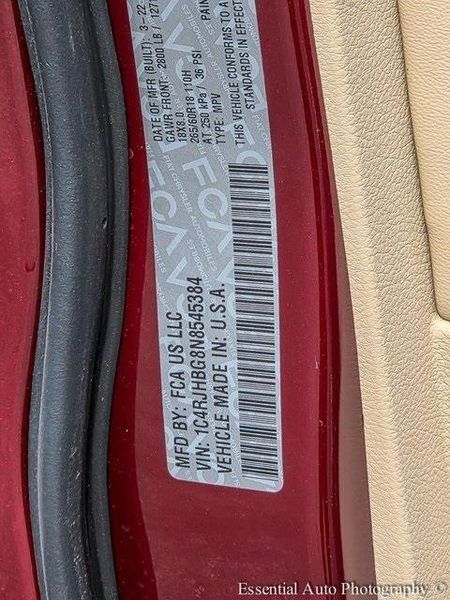 MFD BY: FCA US LLC
VIN: 1C4RJHBG8N8545384
VEHICLE MADE IN: U.S.A.
DATE OF MFR (BUILT): 3-22
GAWR FRONT: 2800 LB / 127
18X8.0
265/60R18 110H
AT 250 kPa / 36 PSI
TYPE: MPV
PAIN
THIS VEHICLE CONFORMS TO A
STANDARDS IN EFFECT
FCA
Essential Auto Photography ©